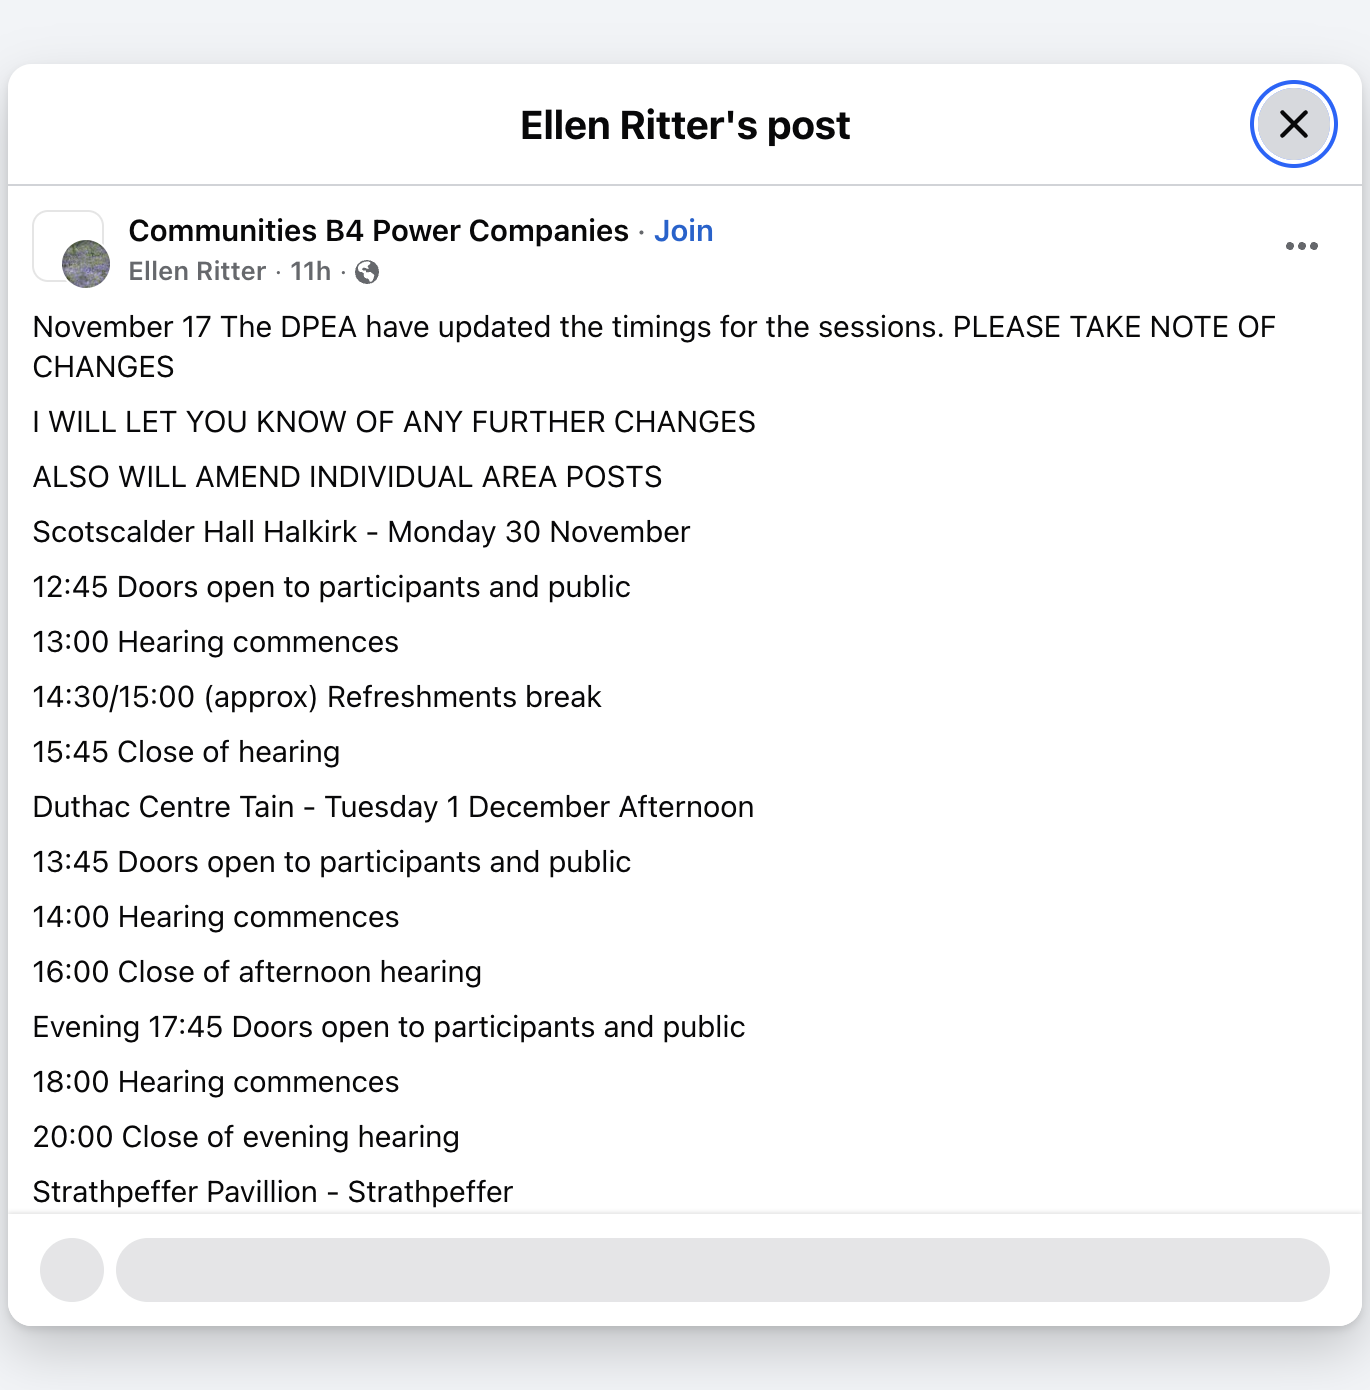 Ellen Ritter's post
Communities B4 Power Companies · Join
Ellen Ritter · 11h ·
November 17 The DPEA have updated the timings for the sessions. PLEASE TAKE NOTE OF
CHANGES
I WILL LET YOU KNOW OF ANY FURTHER CHANGES
ALSO WILL AMEND INDIVIDUAL AREA POSTS
Scotscalder Hall Halkirk - Monday 30 November
12:45 Doors open to participants and public
13:00 Hearing commences
14:30/15:00 (approx) Refreshments break
15:45 Close of hearing
Duthac Centre Tain - Tuesday 1 December Afternoon
13:45 Doors open to participants and public
14:00 Hearing commences
16:00 Close of afternoon hearing
Evening 17:45 Doors open to participants and public
18:00 Hearing commences
20:00 Close of evening hearing
Strathpeffer Pavillion - Strathpeffer